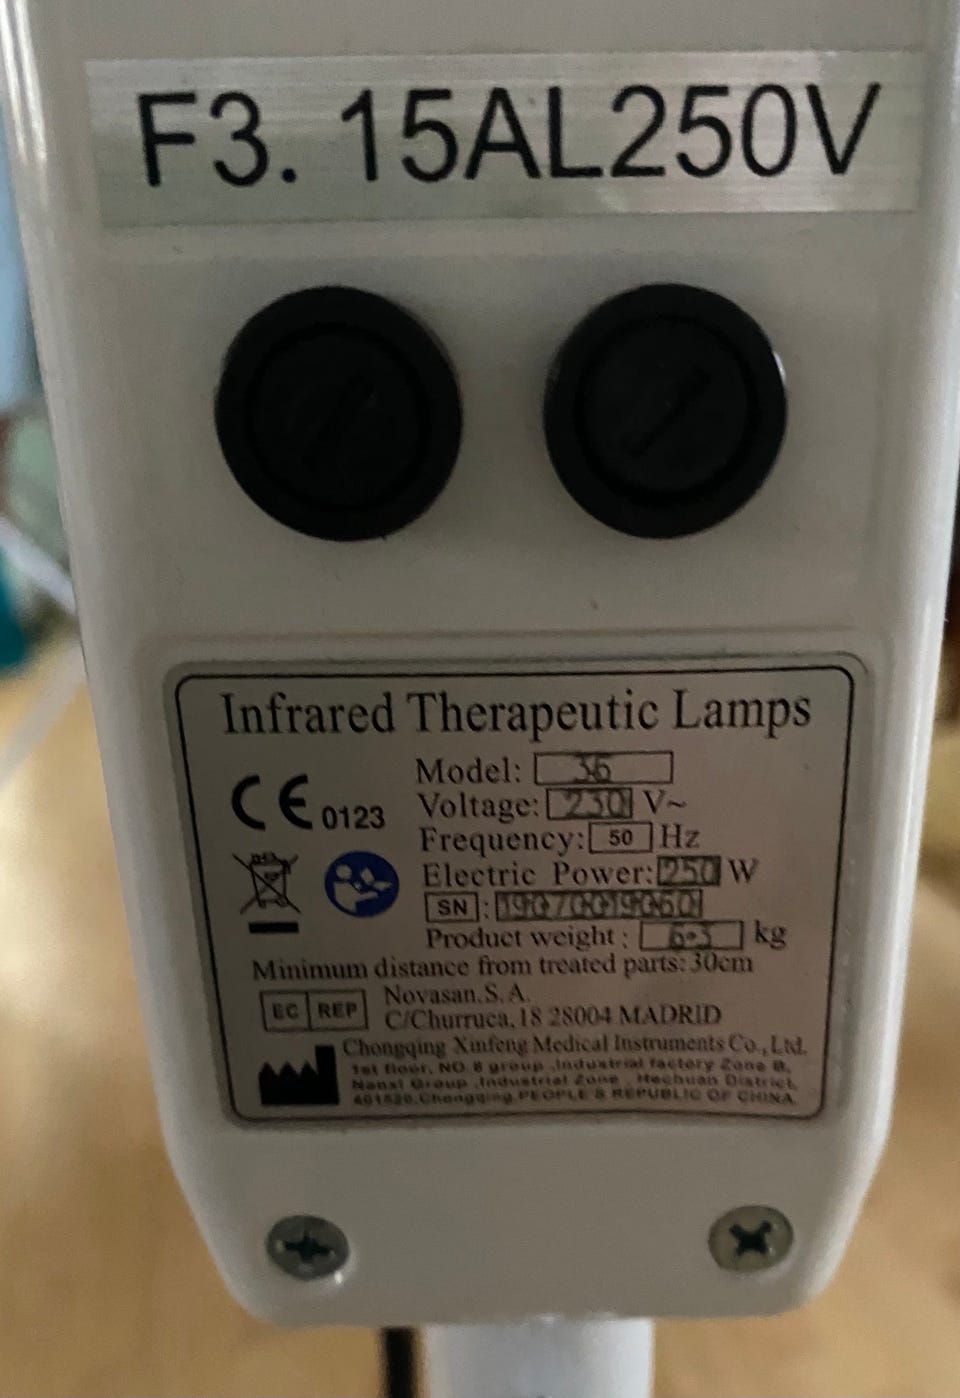 F3. 15AL250V
Infrared Therapeutic Lamps
CE 0123
Model: 36
Voltage: 230 V~
Frequency: 50 Hz
Electric Power: 250 W
SN : 19070019060
Product weight : 6.3 kg
Minimum distance from treated parts: 30cm
EC REP
Novasan. S. A.
C/Churruca, 18 28004 MADRID
Chongqing Xinfeng Medical Instruments Co., Ltd.
1st floor, NO. 8 group ,Industrial factory Zone B,
Nanxi Group ,Industrial Zone , Hechuan District,
401520,Chongqing,PEOPLE'S REPUBLIC OF CHINA.